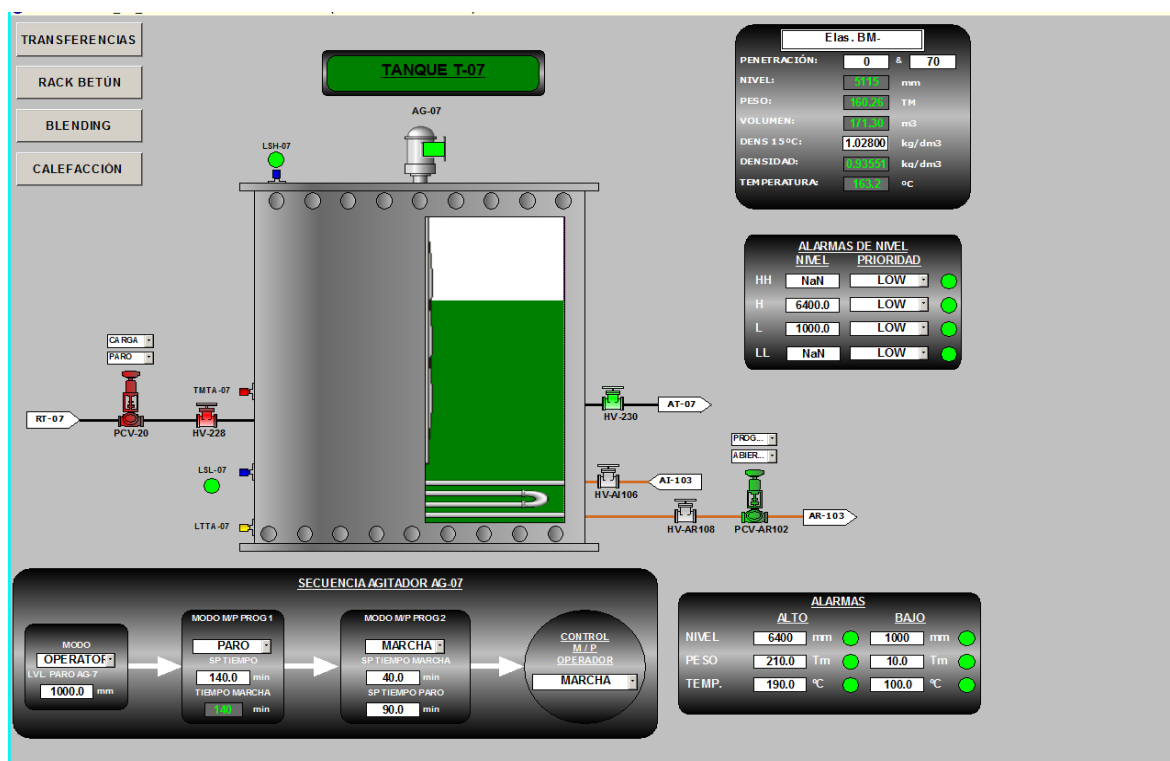 TRANSFERENCIAS
RACK BETÚN
BLENDING
CALEFACCIÓN
TANQUE T-07
AG-07
LSH-07
Elas. BM-
PENETRACIÓN: 0 & 70
NIVEL: 5115 mm
PESO: 160.26 TM
VOLUMEN: 171.30 m3
DENS 15ºC: 1.02800 kg/dm3
DENSIDAD: 0.93551 kg/dm3
TEMPERATURA: 163.2 ºC
ALARMAS DE NIVEL
NIVEL PRIORIDAD
HH NaN LOW
H 6400.0 LOW
L 1000.0 LOW
LL NaN LOW
CARGA
PARO
TMTA-07
RT-07
PCV-20
HV-228
LSL-07
LTTA-07
HV-230
AT-07
PROG...
ABIER...
HV-AI106
AI-103
HV-AR108
PCV-AR102
AR-103
SECUENCIA AGITADOR AG-07
MODO
OPERATOF
LVL. PARO AG-7
1000.0 mm
MODO M/P PROG 1
PARO
SP TIEMPO
140.0 min
TIEMPO MARCHA
140 min
MODO M/P PROG 2
MARCHA
SP TIEMPO MARCHA
40.0 min
SP TIEMPO PARO
90.0 min
CONTROL
M / P
OPERADOR
MARCHA
ALARMAS
ALTO BAJO
NIVEL 6400 mm 1000 mm
PESO 210.0 Tm 10.0 Tm
TEMP. 190.0 ºC 100.0 ºC